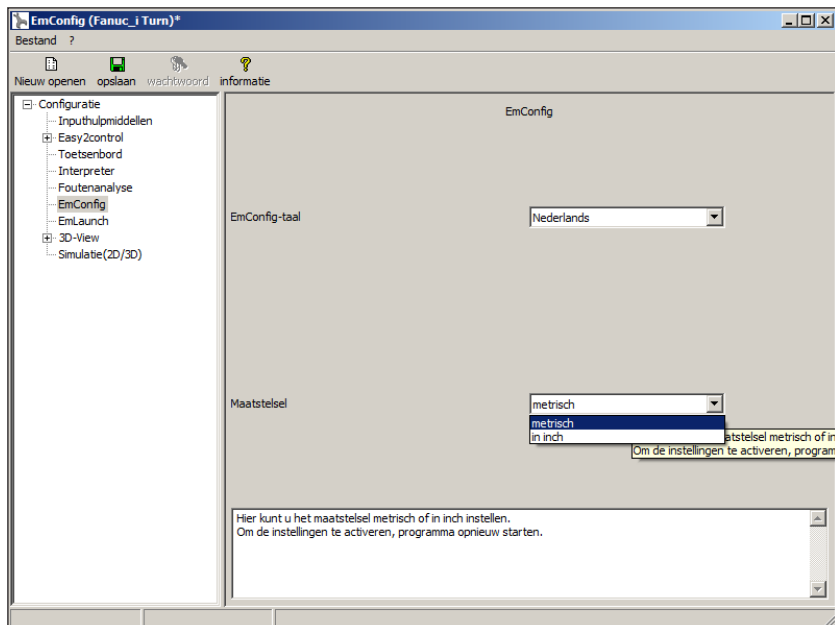 EmConfig (Fanuc_i Turn)*
Bestand ?
Nieuw openen opslaan wachtwoord informatie
Configuratie
Inputhulpmiddelen
Easy2control
Toetsenbord
Interpreter
Foutenanalyse
EmConfig
EmLaunch
3D-View
Simulatie(2D/3D)
EmConfig
EmConfig-taal
Nederlands
Maatstelsel
metrisch
metrisch
in inch
atstelsel metrisch of in
Om de instellingen te activeren, program
Hier kunt u het maatstelsel metrisch of in inch instellen.
Om de instellingen te activeren, programma opnieuw starten.